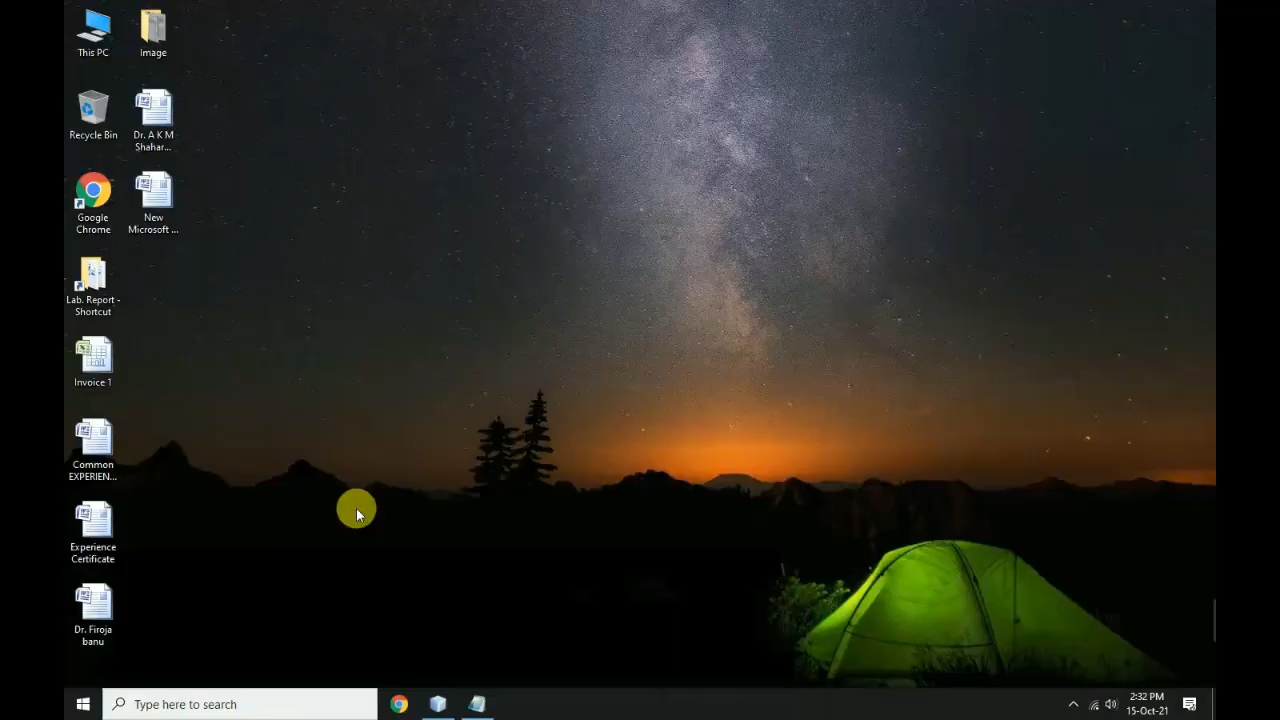 This PC
Image
Recycle Bin
Dr. A K M
Shahar...
Google
Chrome
New
Microsoft ...
Lab. Report -
Shortcut
Invoice 1
Common
EXPERIEN...
Experience
Certificate
Dr. Firoja
banu
Type here to search
2:32 PM
15-Oct-21